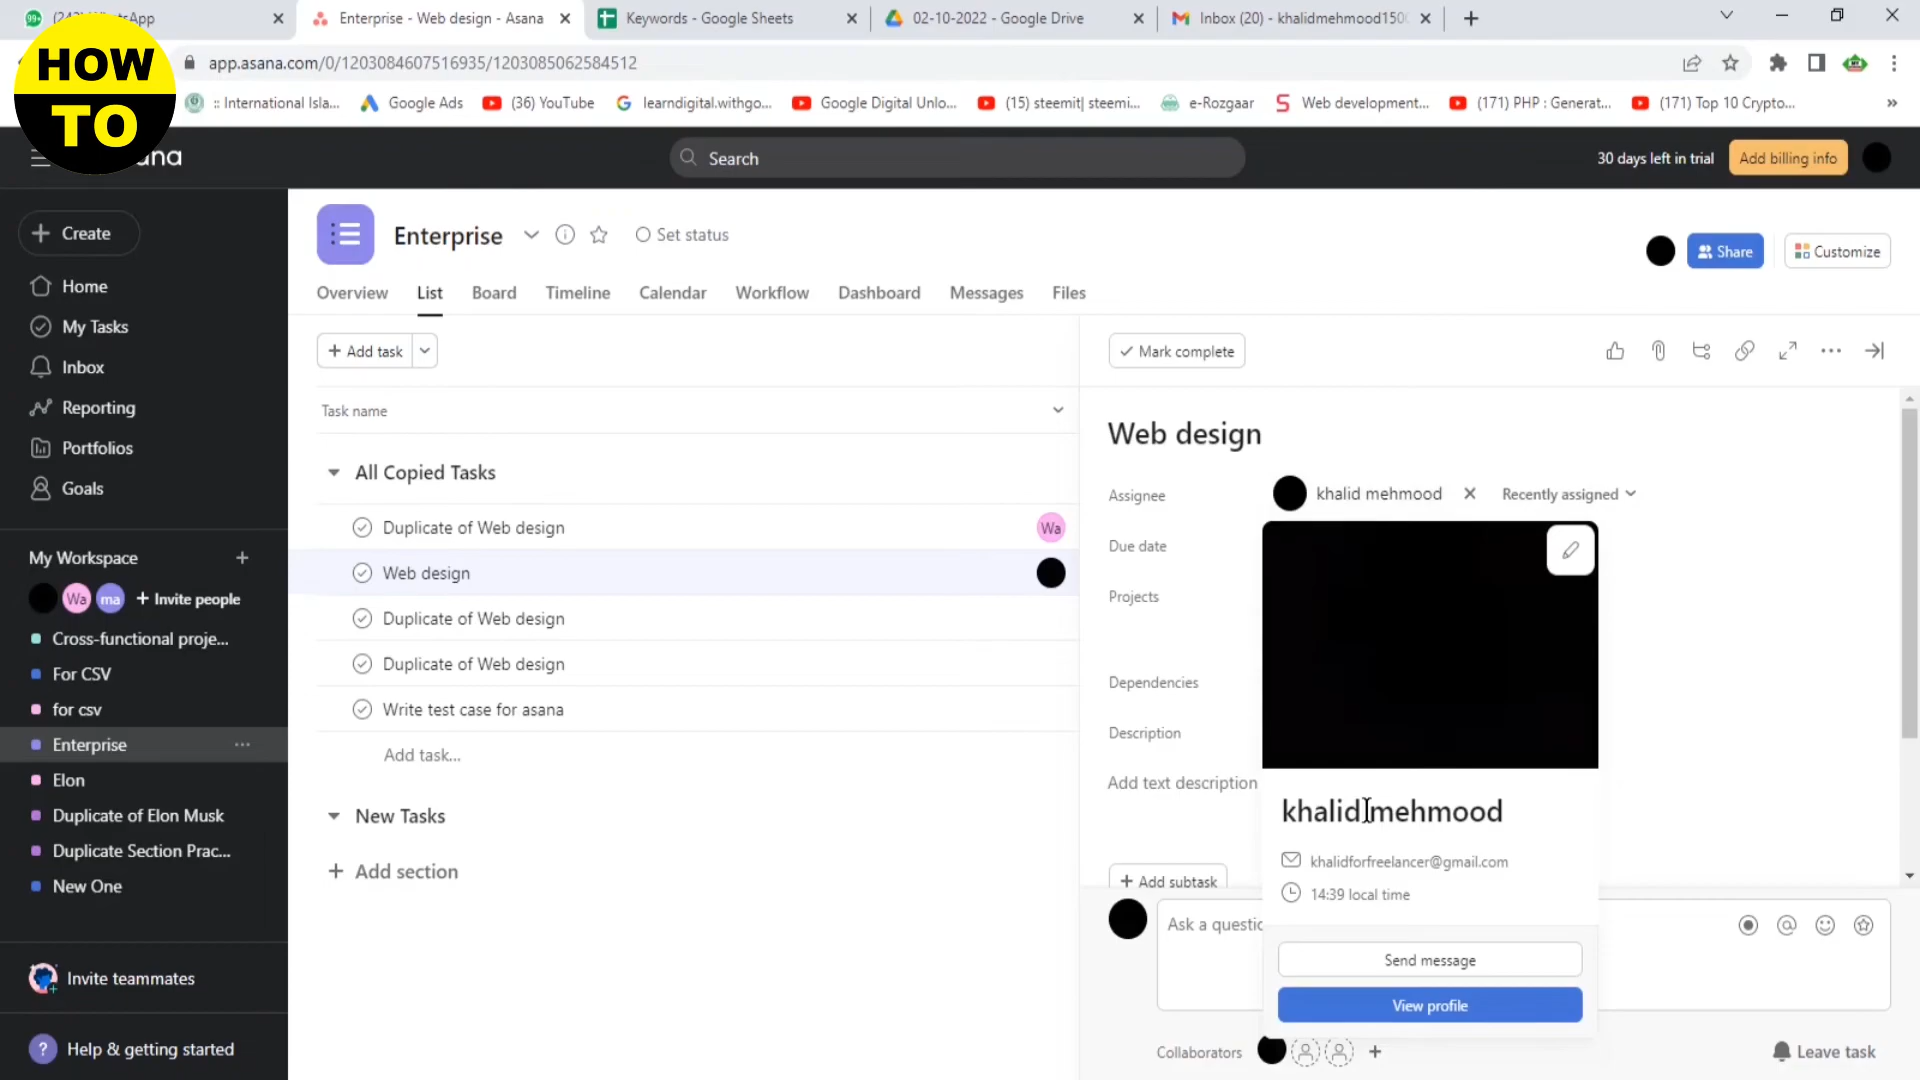 HOW
TO
WhatsApp
Enterprise - Web design - Asana
Keywords - Google Sheets
02-10-2022 - Google Drive
Inbox (20) - khalidmehmood150
app.asana.com/0/1203084607516935/1203085062584512
:: International Isla...
Google Ads
(36) YouTube
learndigital.withgo...
Google Digital Unlo...
(15) steemit| steemi...
e-Rozgaar
Web development...
(171) PHP : Generat...
(171) Top 10 Crypto...
»
Search
30 days left in trial
Add billing info
+ Create
Home
My Tasks
Inbox
Reporting
Portfolios
Goals
My Workspace
+
Wa
ma
+ Invite people
Cross-functional proje...
For CSV
for csv
Enterprise
...
Elon
Duplicate of Elon Musk
Duplicate Section Prac...
New One
Invite teammates
? Help & getting started
Enterprise
Set status
Share
Customize
Overview
List
Board
Timeline
Calendar
Workflow
Dashboard
Messages
Files
+ Add task
Task name
All Copied Tasks
Duplicate of Web design
Wa
Web design
Duplicate of Web design
Duplicate of Web design
Write test case for asana
Add task...
New Tasks
+ Add section
Mark complete
Web design
Assignee
khalid mehmood
Recently assigned
Due date
Projects
Dependencies
Description
Add text description
khalid mehmood
khalidforfreelancer@gmail.com
14:39 local time
+ Add subtask
Ask a questio
Send message
View profile
Collaborators
+
Leave task